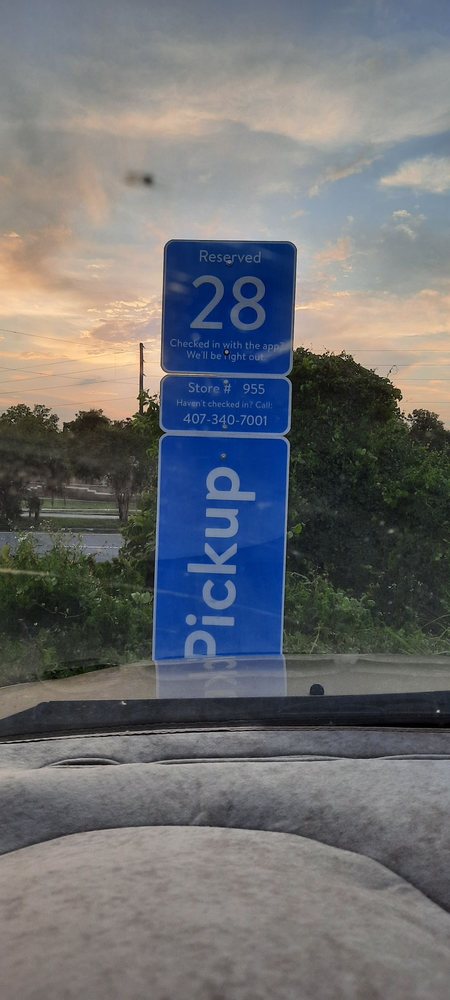 Reserved
28
Checked in with the app?
We'll be right out
Store # 955
Haven't checked in? Call:
407-340-7001
Pickup